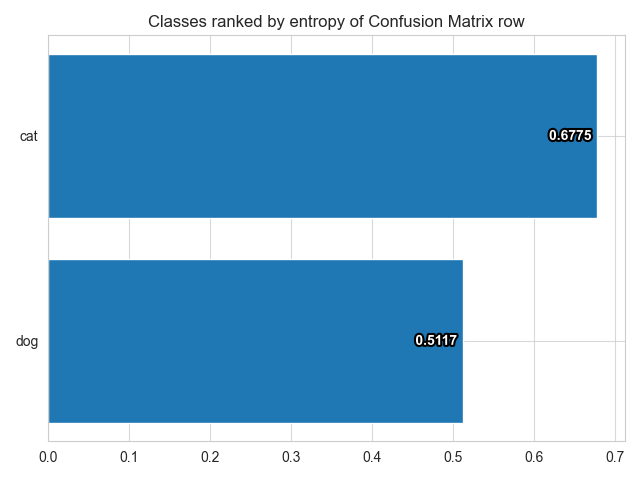 Classes ranked by entropy of Confusion Matrix row
cat
0.6775
dog
0.5117
0.0 0.1 0.2 0.3 0.4 0.5 0.6 0.7